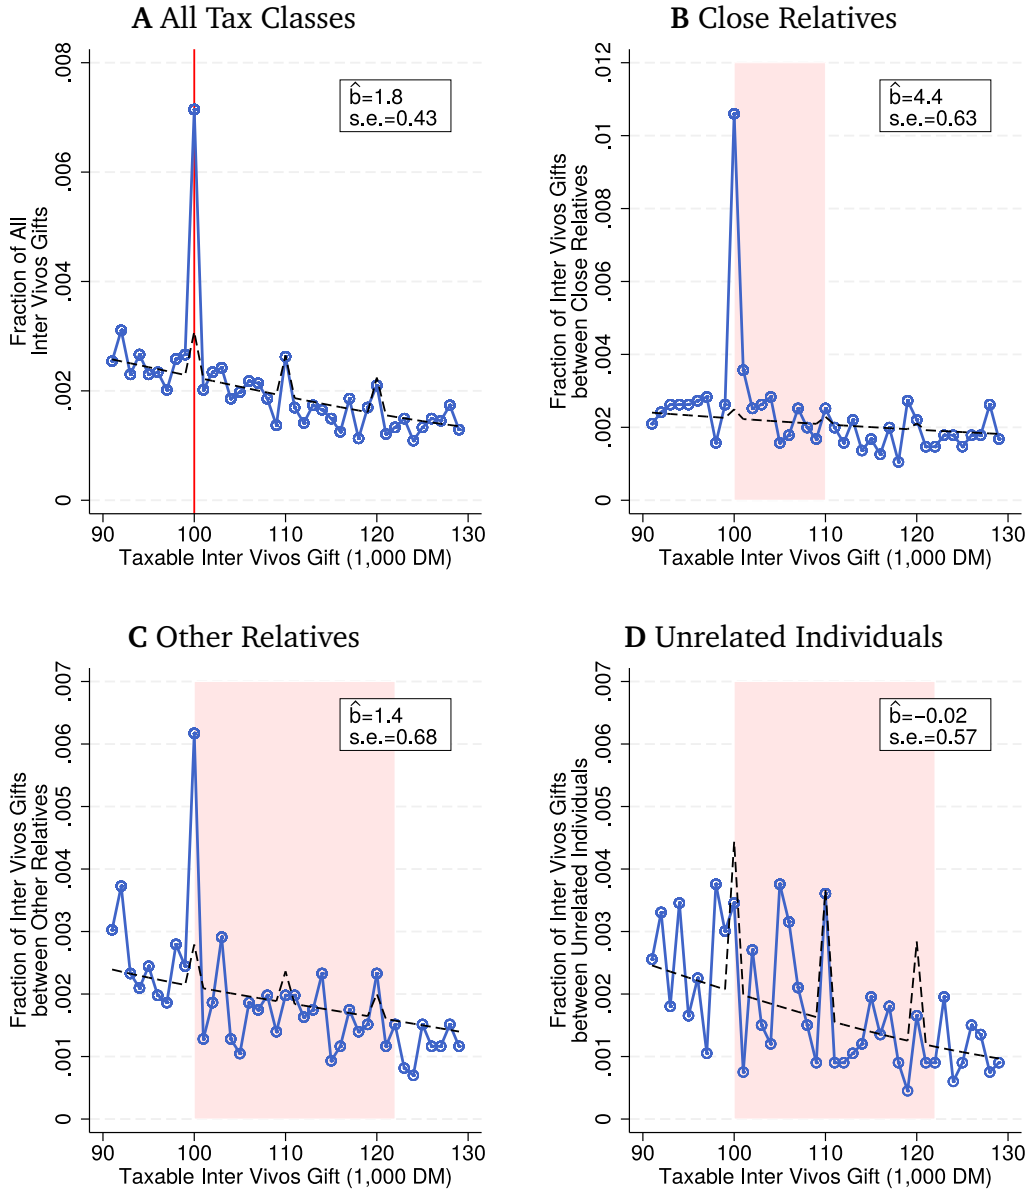 A All Tax Classes
Fraction of All
Inter Vivos Gifts
0 .002 .004 .006 .008
b̂=1.8
s.e.=0.43
90 100 110 120 130
Taxable Inter Vivos Gift (1,000 DM)
B Close Relatives
Fraction of Inter Vivos Gifts
between Close Relatives
0 .002 .004 .006 .008 .01 .012
b̂=4.4
s.e.=0.63
90 100 110 120 130
Taxable Inter Vivos Gift (1,000 DM)
C Other Relatives
Fraction of Inter Vivos Gifts
between Other Relatives
0 .001 .002 .003 .004 .005 .006 .007
b̂=1.4
s.e.=0.68
90 100 110 120 130
Taxable Inter Vivos Gift (1,000 DM)
D Unrelated Individuals
Fraction of Inter Vivos Gifts
between Unrelated Individuals
0 .001 .002 .003 .004 .005 .006 .007
b̂=−0.02
s.e.=0.57
90 100 110 120 130
Taxable Inter Vivos Gift (1,000 DM)